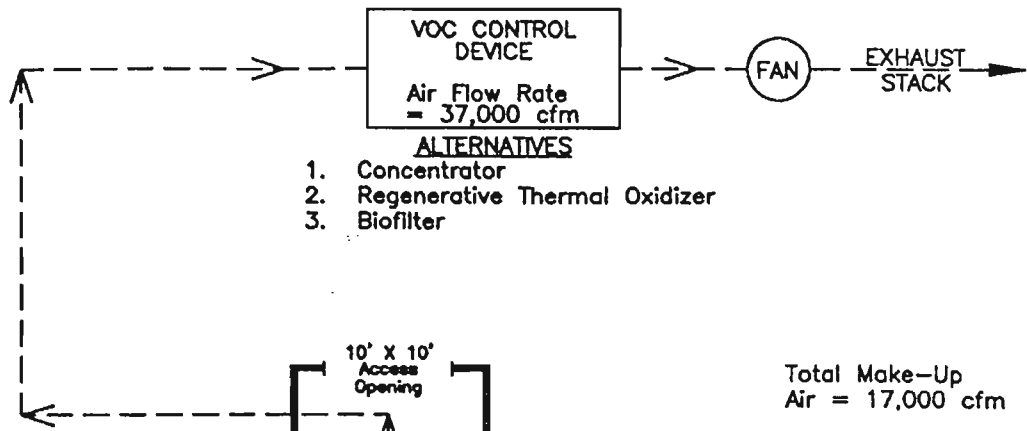 VOC CONTROL
DEVICE
Air Flow Rate
= 37,000 cfm
FAN
EXHAUST
STACK
ALTERNATIVES
1. Concentrator
2. Regenerative Thermal Oxidizer
3. Biofilter
10' X 10'
Access
Opening
Total Make-Up
Air = 17,000 cfm